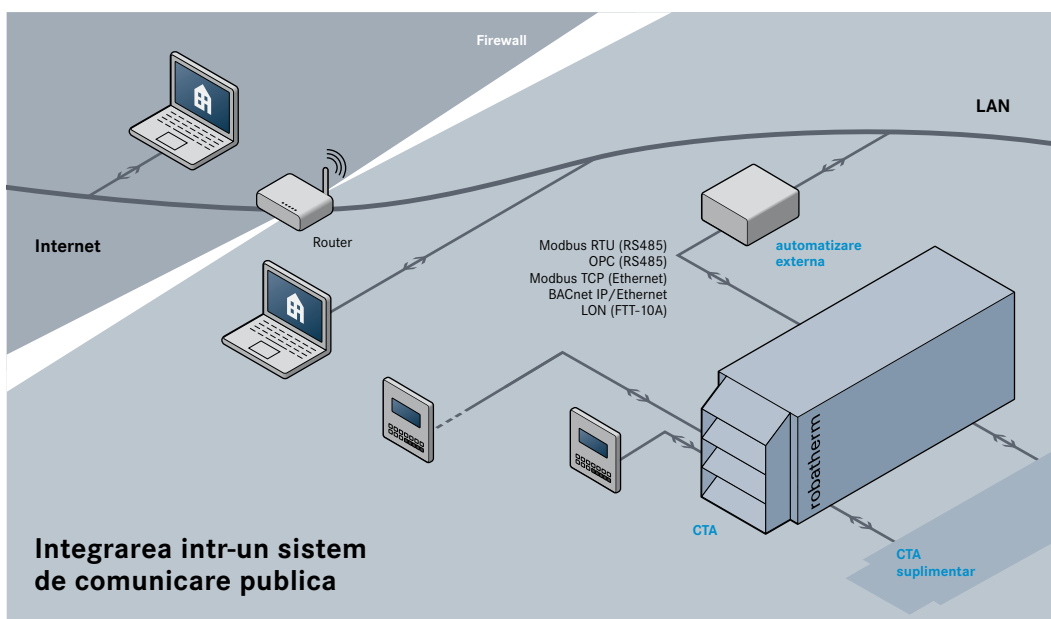 Firewall
LAN
Internet
Router
Modbus RTU (RS485)
OPC (RS485)
Modbus TCP (Ethernet)
BACnet IP/Ethernet
LON (FTT-10A)
automatizare
externa
robatherm
CTA
CTA
suplimentar
Integrarea intr-un sistem
de comunicare publica